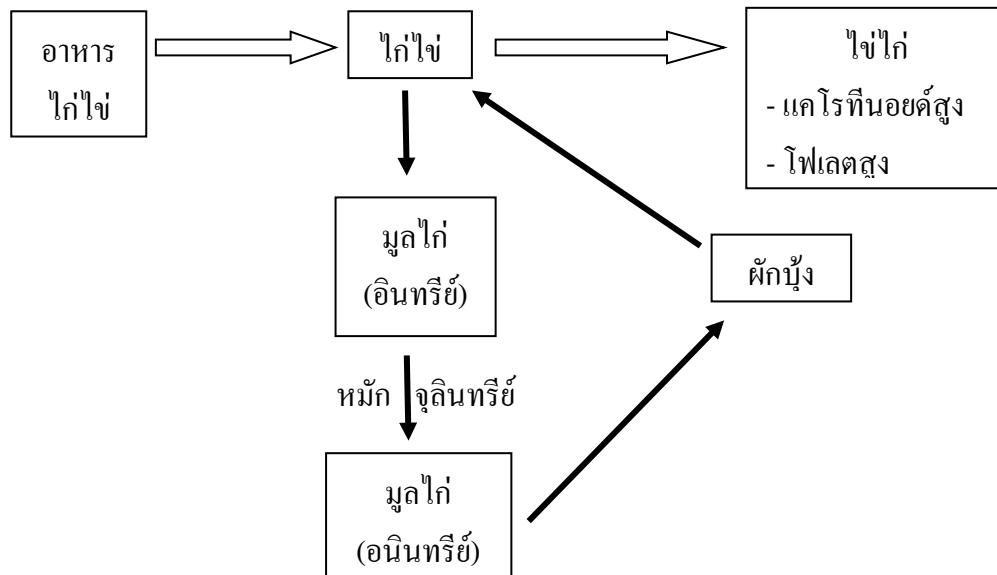 อาหาร
ไก่ไข่
ไก่ไข่
ไข่ไก่
- แคโรทีนอยด์สูง
- โฟเลตสูง
มูลไก่
(อินทรีย์)
ผักบุ้ง
หมัก จุลินทรีย์
มูลไก่
(อนินทรีย์)